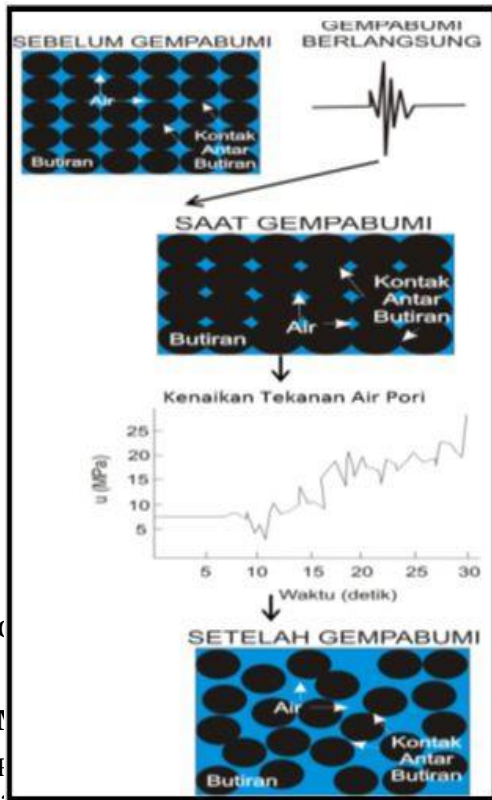 GEMPABUMI
BERLANGSUNG
SEBELUM GEMPABUMI
Air
Kontak
Antar
Butiran
Butiran
SAAT GEMPABUMI
Kontak
Antar
Butiran
Air
Butiran
Kenaikan Tekanan Air Pori
u (MPa)
25
20
15
10
5
5 10 15 20 25 30
Waktu (detik)
SETELAH GEMPABUMI
Air
Kontak
Antar
Butiran
Butiran